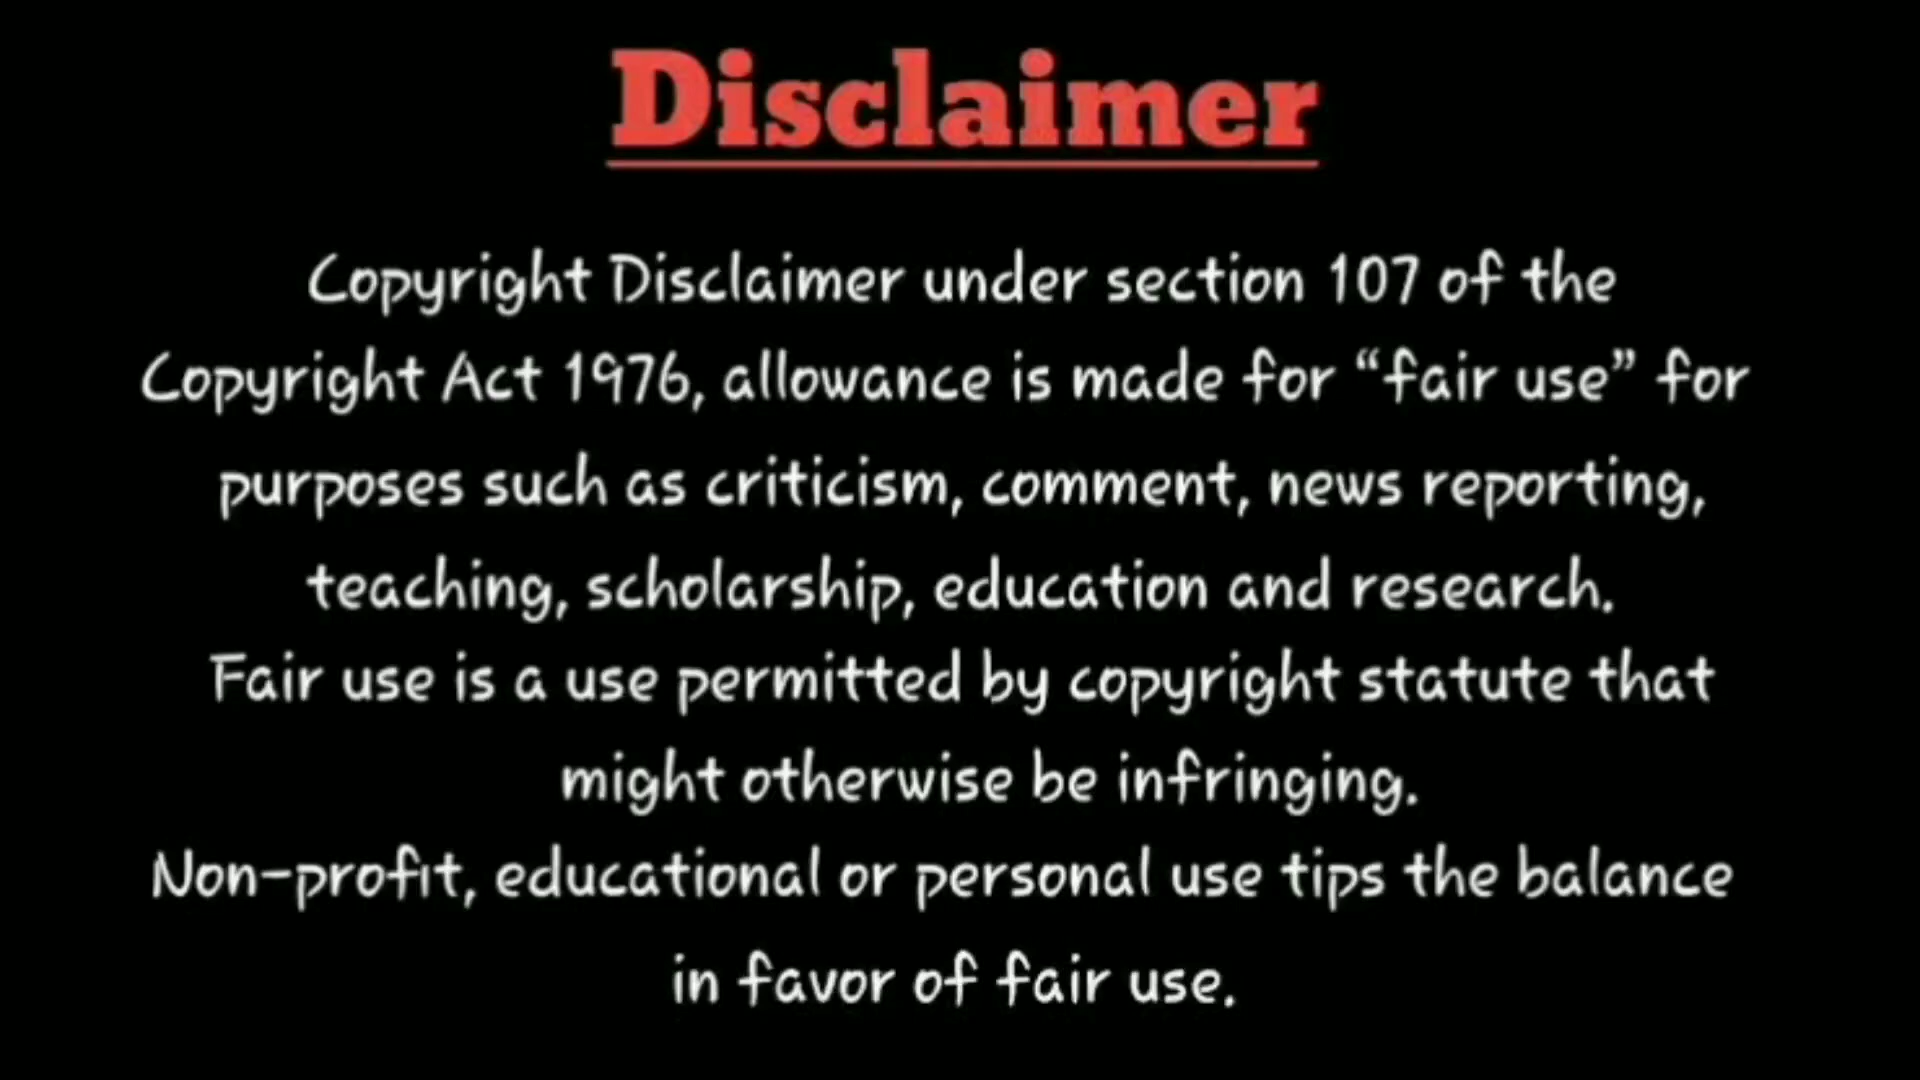 Disclaimer
Copyright Disclaimer under section 107 of the
Copyright Act 1976, allowance is made for “fair use” for
purposes such as criticism, comment, news reporting,
teaching, scholarship, education and research.
Fair use is a use permitted by copyright statute that
might otherwise be infringing.
Non-profit, educational or personal use tips the balance
in favor of fair use.